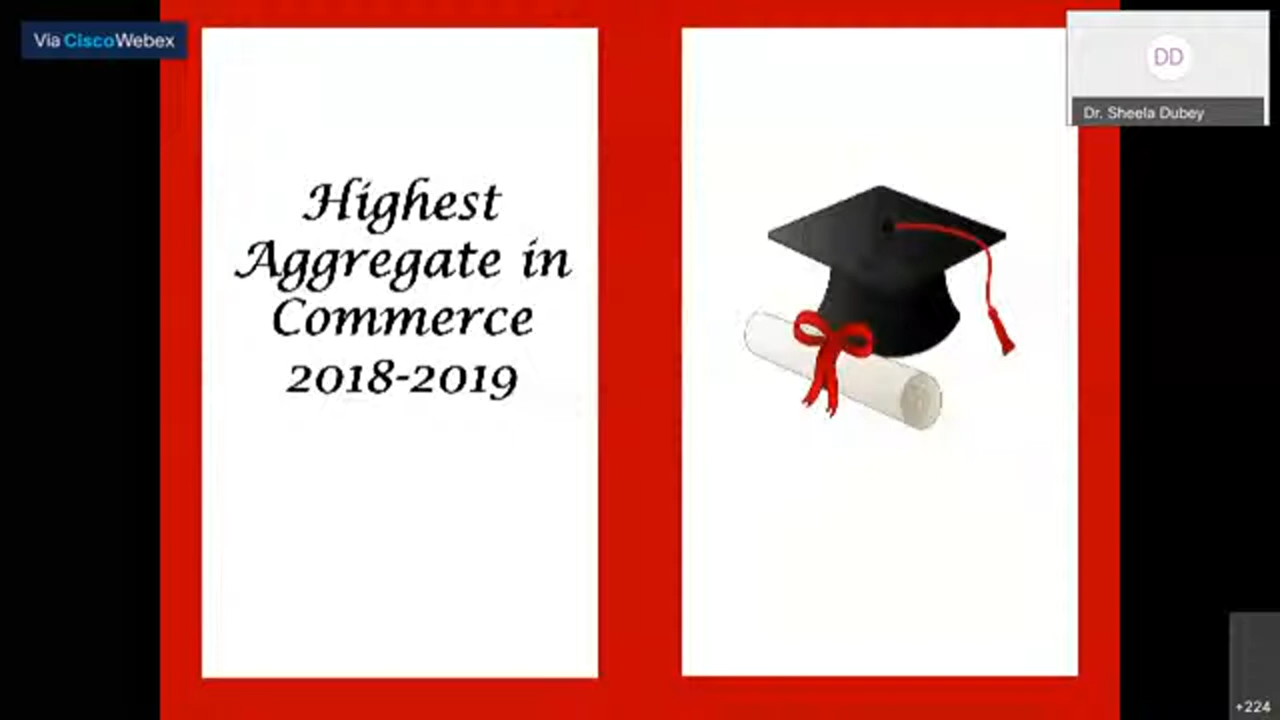 Via CiscoWebex
DD
Dr. Sheela Dubey
Highest
Aggregate in
Commerce
2018-2019
+224